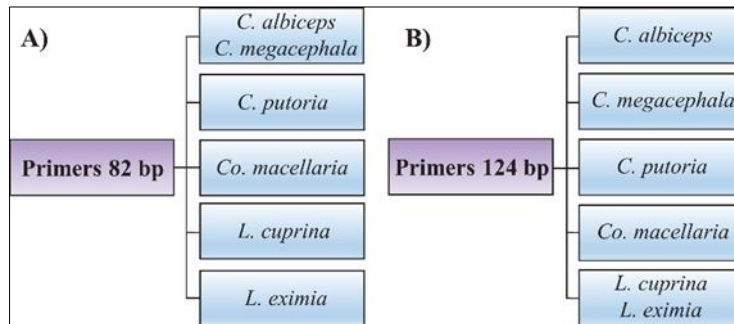 A)
Primers 82 bp
C. albiceps
C. megacephala
C. putoria
Co. macellaria
L. cuprina
L. eximia
B)
Primers 124 bp
C. albiceps
C. megacephala
C. putoria
Co. macellaria
L. cuprina
L. eximia